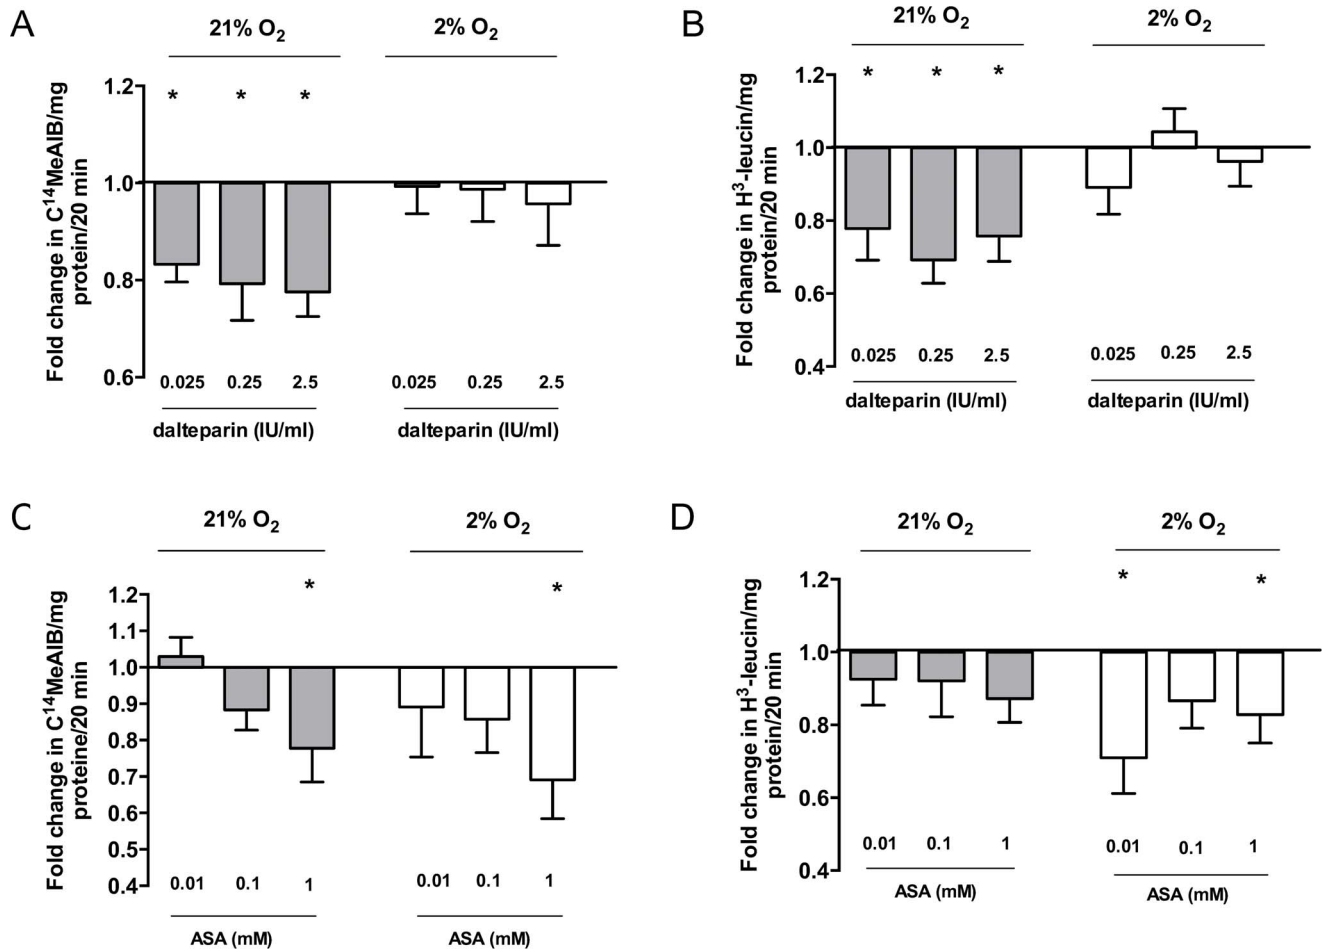 A
21% O2
2% O2
Fold change in C14MeAIB/mg
protein/20 min
1.2
* * *
1.0
0.8
0.6
0.025 0.25 2.5
0.025 0.25 2.5
dalteparin (IU/ml)
dalteparin (IU/ml)
B
21% O2
2% O2
Fold change in H3-leucin/mg
protein/20 min
1.2
* * *
1.0
0.8
0.6
0.4
0.025 0.25 2.5
0.025 0.25 2.5
dalteparin (IU/ml)
dalteparin (IU/ml)
C
21% O2
2% O2
Fold change in C14MeAIB/mg
proteine/20 min
* *
1.2
1.1
1.0
0.9
0.8
0.7
0.6
0.5
0.4
0.01 0.1 1
0.01 0.1 1
ASA (mM)
ASA (mM)
D
21% O2
2% O2
Fold change in H3-leucin/mg
protein/20 min
* *
1.2
1.0
0.8
0.6
0.4
0.01 0.1 1
0.01 0.1 1
ASA (mM)
ASA (mM)